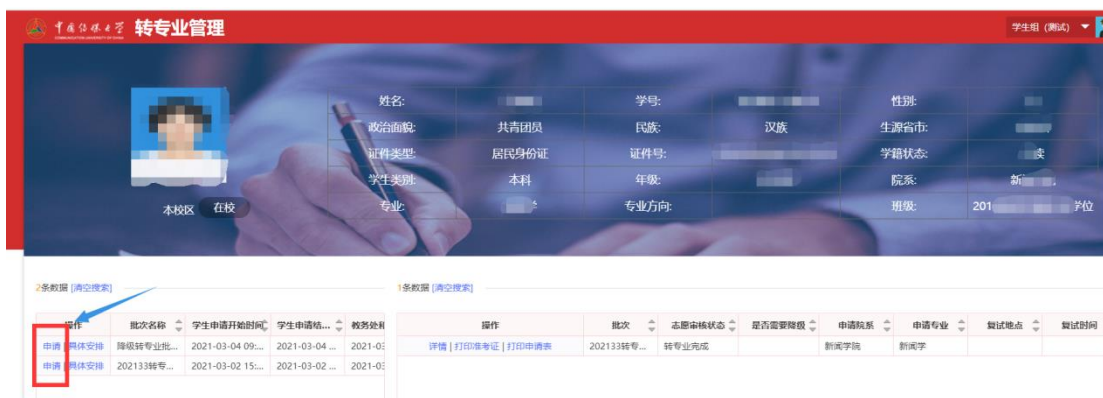 中国传媒大学 转专业管理
COMMUNICATION UNIVERSITY OF CHINA
学生组（测试）
姓名: 学号: 性别:
政治面貌: 共青团员 民族: 汉族 生源省市:
证件类型: 居民身份证 证件号: 学籍状态: 读
学生类别: 本科 年级: 院系: 新
本校区 在校 专业: 学 专业方向: 班级: 201 学位
2条数据 [清空搜索] 1条数据 [清空搜索]
操作 批次名称 学生申请开始时间 学生申请结... 教务处秘 操作 批次 志愿审核状态 是否需要降级 申请院系 申请专业 复试地点 复试时间
申请 | 具体安排 降级转专业批... 2021-03-04 09:... 2021-03-04 ... 2021-03 详情 | 打印准考证 | 打印申请表 202133转专... 转专业完成 新闻学院 新闻学
申请 | 具体安排 202133转专... 2021-03-02 15:... 2021-03-02 ... 2021-03